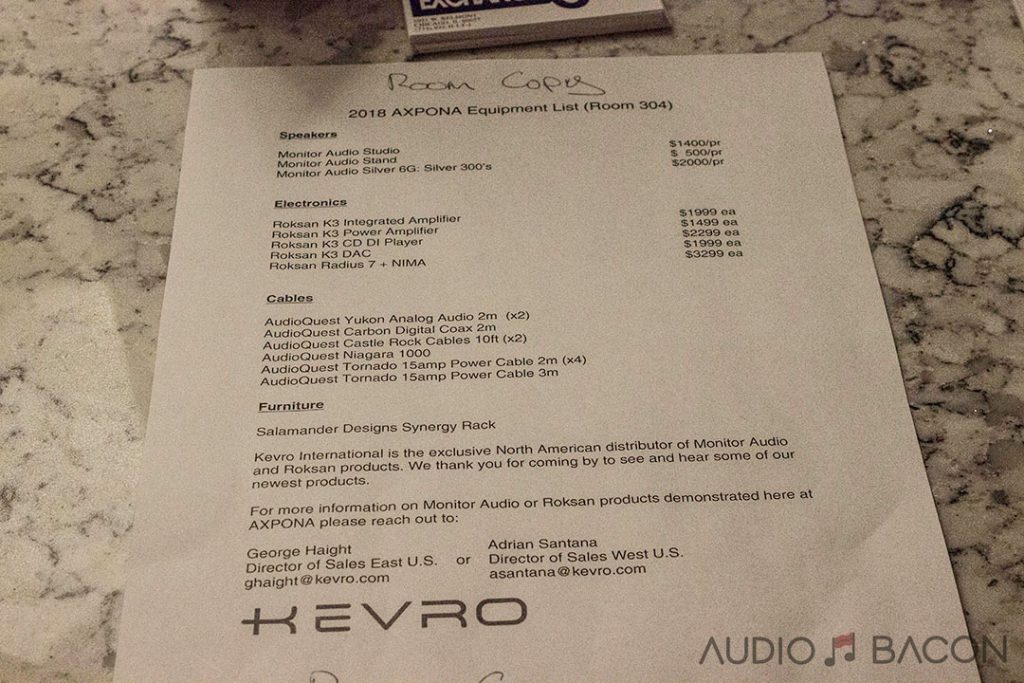 EXCHANGE
CHICAGO, IL
Room Copy
2018 AXPONA Equipment List (Room 304)
Speakers
Monitor Audio Studio $1400/pr
Monitor Audio Stand $ 500/pr
Monitor Audio Silver 6G: Silver 300's $2000/pr
Electronics
Roksan K3 Integrated Amplifier $1999 ea
Roksan K3 Power Amplifier $1499 ea
Roksan K3 CD DI Player $2299 ea
Roksan K3 DAC $1999 ea
Roksan Radius 7 + NIMA $3299 ea
Cables
AudioQuest Yukon Analog Audio 2m (x2)
AudioQuest Carbon Digital Coax 2m
AudioQuest Castle Rock Cables 10ft (x2)
AudioQuest Niagara 1000
AudioQuest Tornado 15amp Power Cable 2m (x4)
AudioQuest Tornado 15amp Power Cable 3m
Furniture
Salamander Designs Synergy Rack
Kevro International is the exclusive North American distributor of Monitor Audio
and Roksan products. We thank you for coming by to see and hear some of our
newest products.
For more information on Monitor Audio or Roksan products demonstrated here at
AXPONA please reach out to:
George Haight Adrian Santana
Director of Sales East U.S. or Director of Sales West U.S.
ghaight@kevro.com asantana@kevro.com
KEVRO
AUDIO BACON